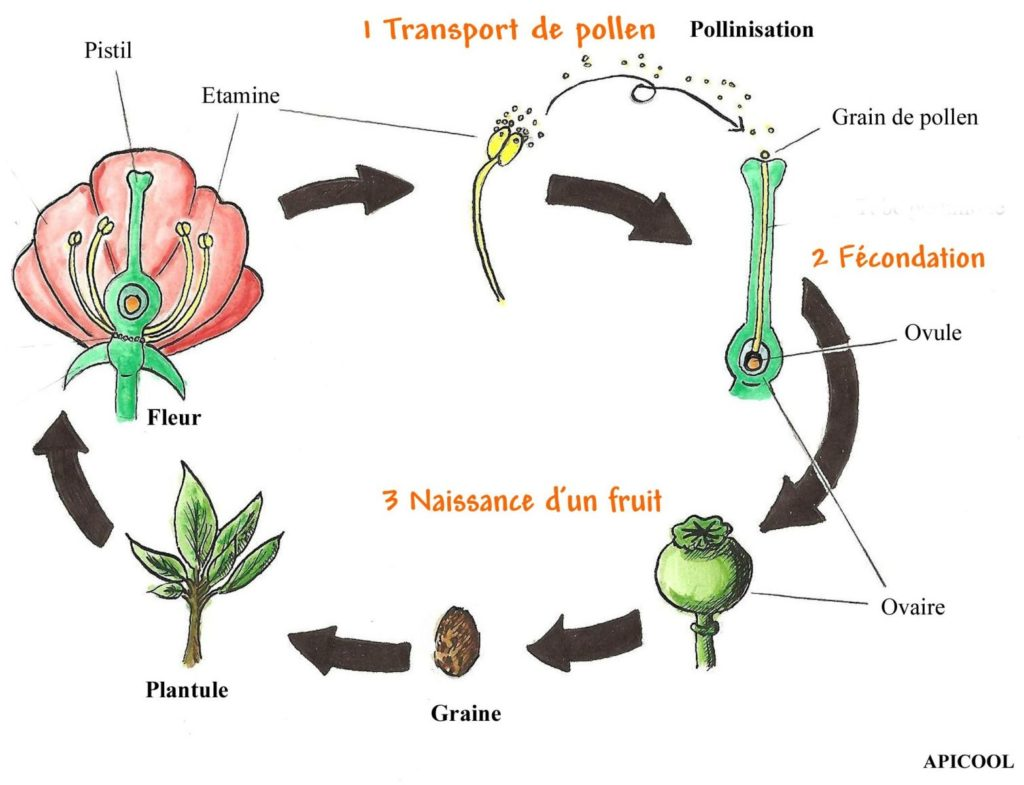 1 Transport de pollen
Pollinisation
Pistil
Etamine
Grain de pollen
2 Fécondation
Ovule
Fleur
3 Naissance d'un fruit
Ovaire
Plantule
Graine
APICOOL